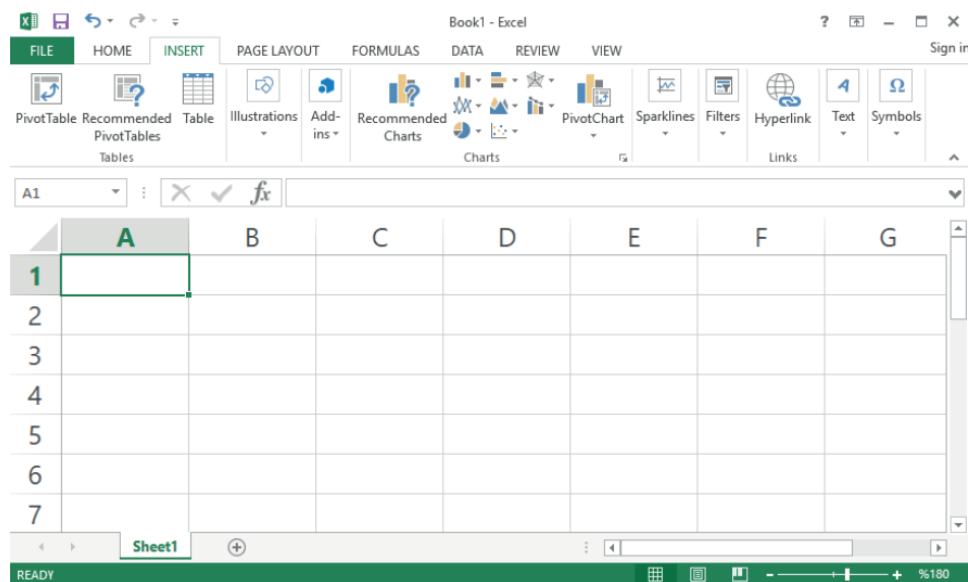 Book1 - Excel
?
FILE HOME INSERT PAGE LAYOUT FORMULAS DATA REVIEW VIEW Sign in
PivotTable Recommended PivotTables Table Illustrations Add-ins Recommended Charts PivotChart Sparklines Filters Hyperlink Text Symbols
Tables Charts Links
A1 fx
A B C D E F G
1
2
3
4
5
6
7
Sheet1
READY %180